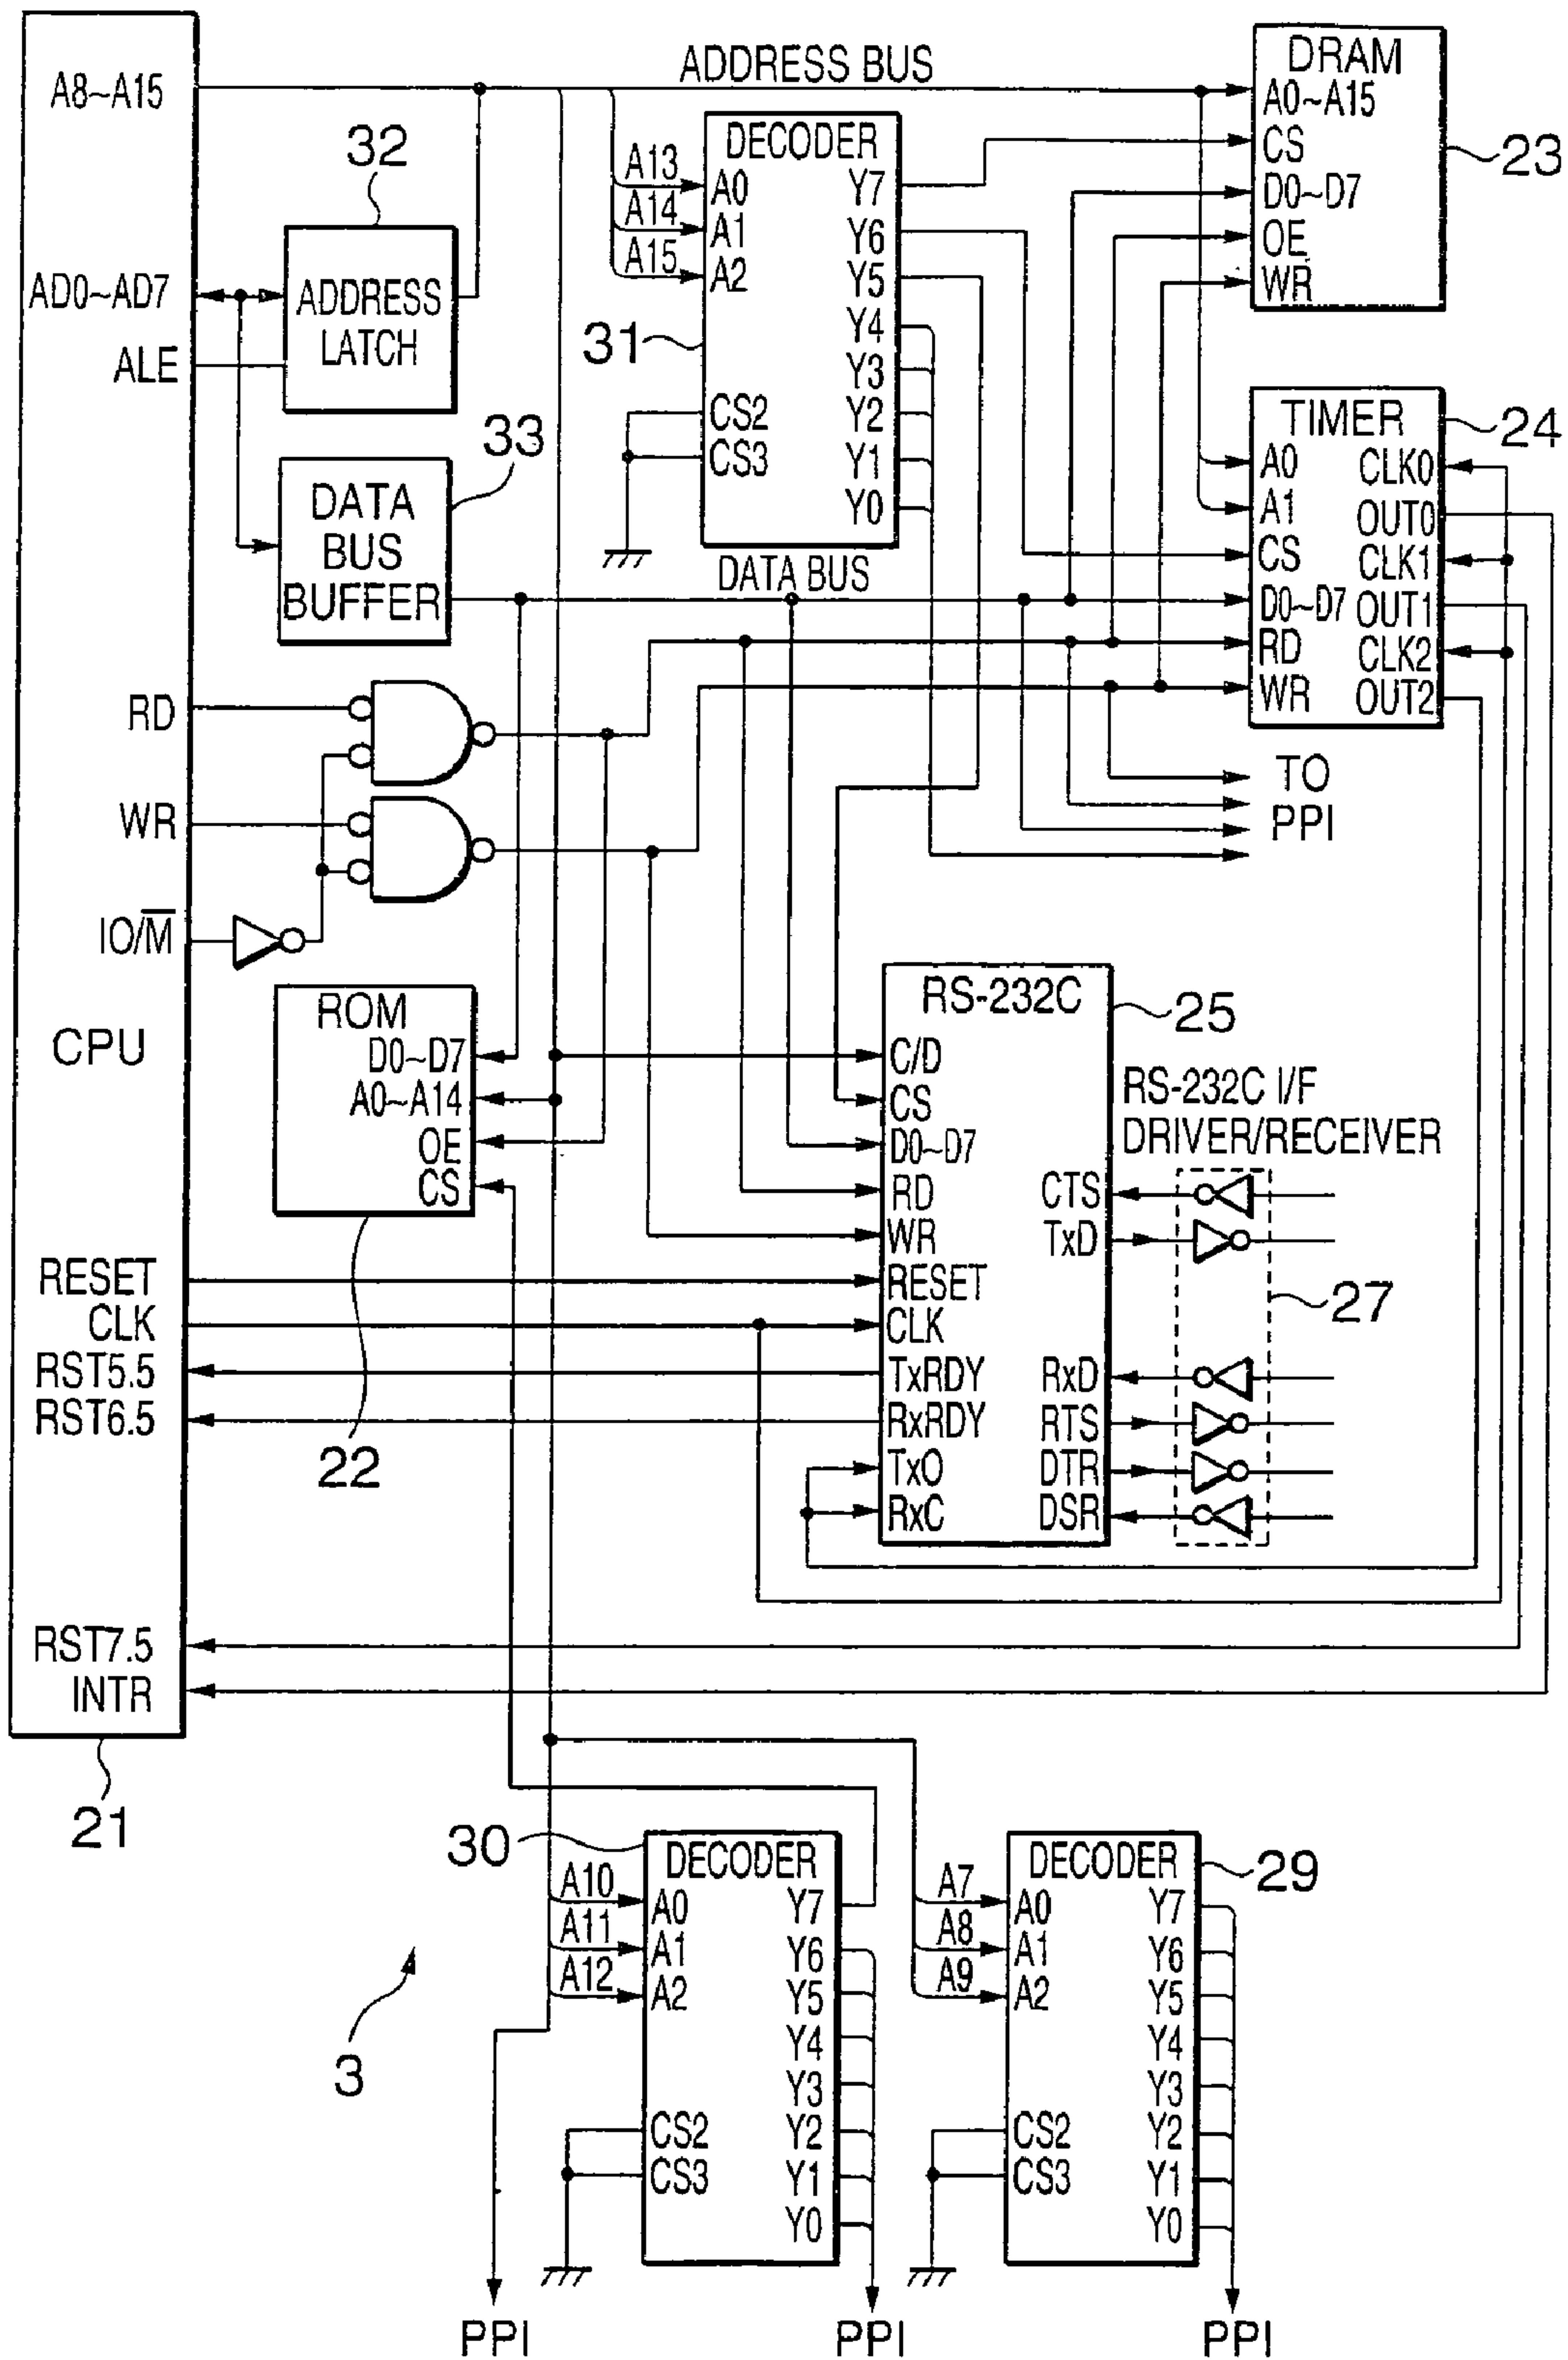 A8~A15
AD0~AD7
ALE
RD
WR
IO/M̅
CPU
RESET
CLK
RST5.5
RST6.5
RST7.5
INTR
21
32
ADDRESS
LATCH
33
DATA
BUS
BUFFER
ROM
D0~D7
A0~A14
OE
CS
22
ADDRESS BUS
A13
A14
A15
31
DECODER
A0
A1
A2
CS2
CS3
Y7
Y6
Y5
Y4
Y3
Y2
Y1
Y0
DATA BUS
DRAM
A0~A15
CS
D0~D7
OE
WR
23
TIMER
24
A0
A1
CS
D0~D7
RD
WR
CLK0
OUT0
CLK1
OUT1
CLK2
OUT2
TO
PPI
RS-232C
25
C/D
CS
D0~D7
RD
WR
RESET
CLK
TxRDY
RxRDY
TxO
RxC
CTS
TxD
RxD
RTS
DTR
DSR
RS-232C I/F
DRIVER/RECEIVER
27
30
DECODER
A10
A11
A12
A0
A1
A2
CS2
CS3
Y7
Y6
Y5
Y4
Y3
Y2
Y1
Y0
DECODER
29
A7
A8
A9
A0
A1
A2
CS2
CS3
Y7
Y6
Y5
Y4
Y3
Y2
Y1
Y0
3
PPI
PPI
PPI